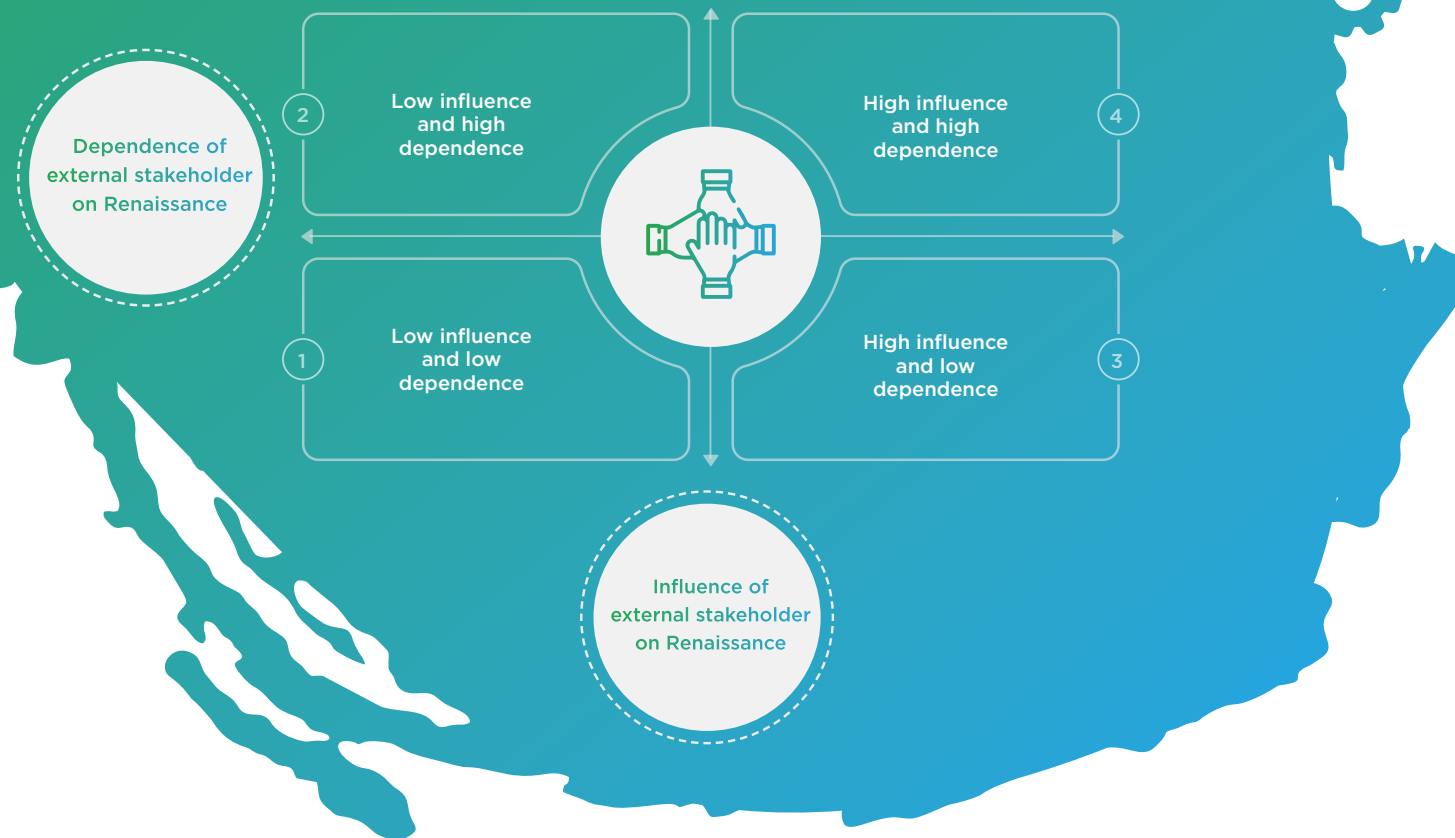 Dependence of
external stakeholder
on Renaissance
2
Low influence
and high
dependence
High influence
and high
dependence
4
1
Low influence
and low
dependence
High influence
and low
dependence
3
Influence of
external stakeholder
on Renaissance